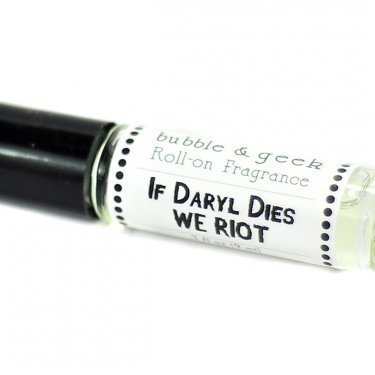 bubble & geek
Roll-on Fragrance
IF DARYL DIES
WE RIOT